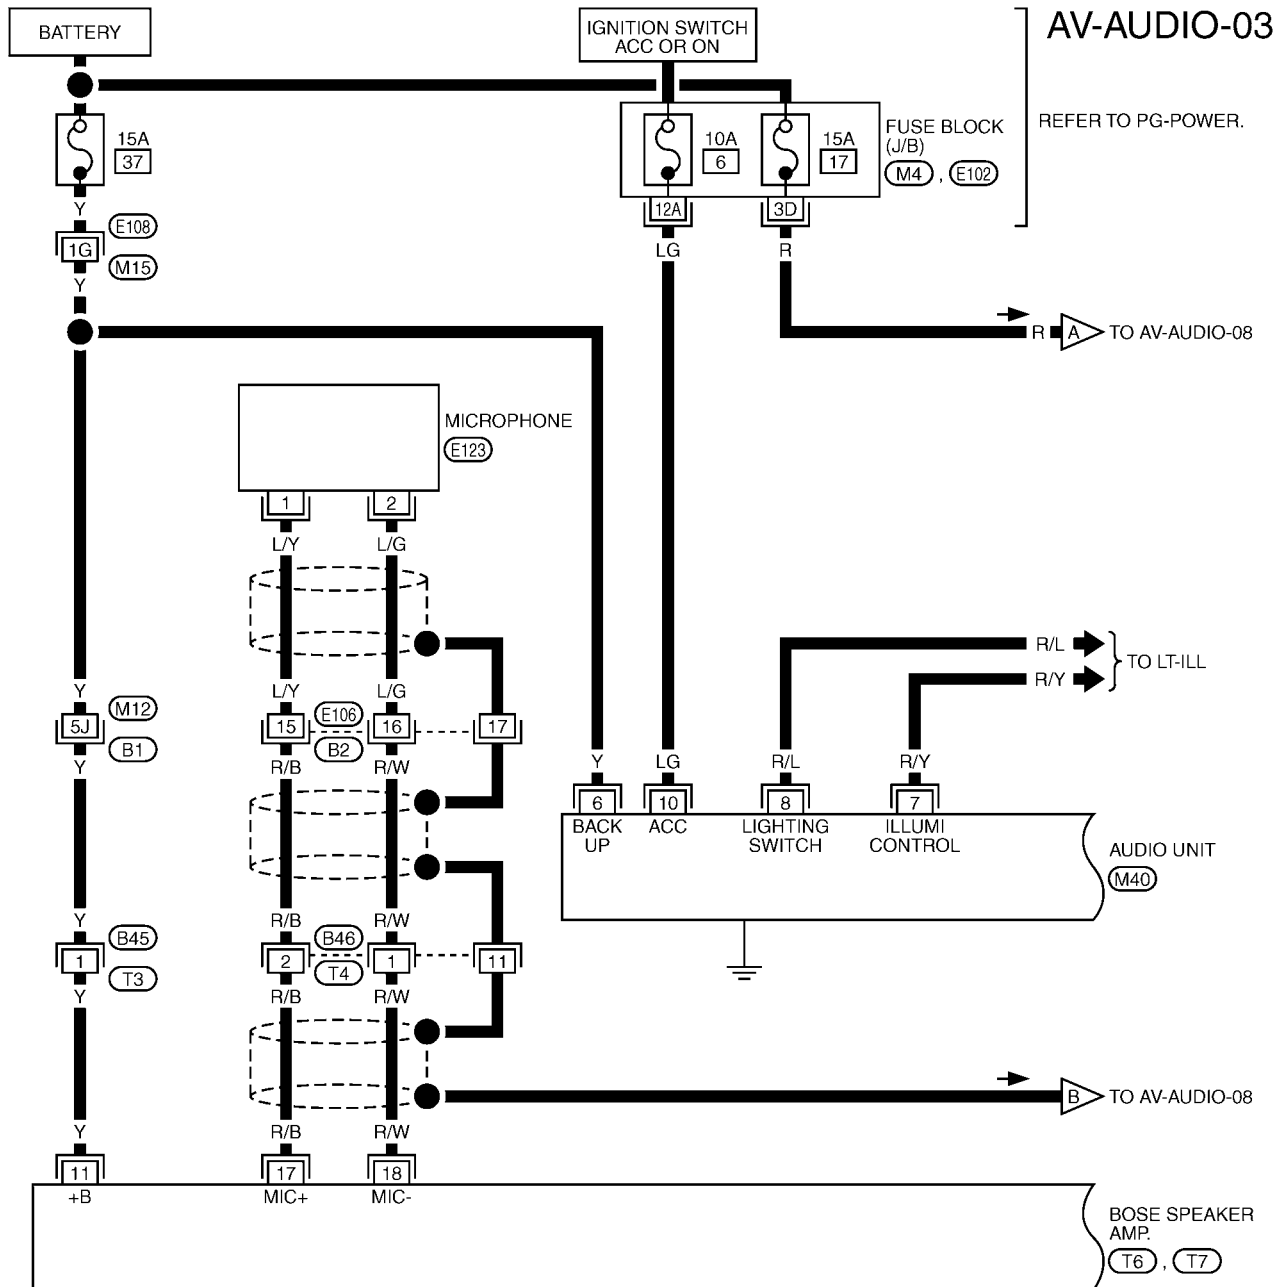 AV-AUDIO-03
BATTERY
IGNITION SWITCH
ACC OR ON
REFER TO PG-POWER.
15A
37
10A
6
15A
17
FUSE BLOCK
(J/B)
M4 , E102
Y
12A
3D
E108
1G
M15
LG
R
Y
R
A
TO AV-AUDIO-08
MICROPHONE
E123
1
2
L/Y
L/G
R/L
R/Y
TO LT-ILL
Y
L/Y
L/G
M12
5J
B1
15
E106
B2
16
17
Y
R/B
R/W
Y
LG
R/L
R/Y
6
10
8
7
BACK
UP
ACC
LIGHTING
SWITCH
ILLUMI
CONTROL
AUDIO UNIT
M40
Y
R/B
R/W
B45
1
T3
2
B46
T4
1
11
Y
R/B
R/W
B
TO AV-AUDIO-08
Y
R/B
R/W
11
17
18
+B
MIC+
MIC-
BOSE SPEAKER
AMP.
T6 , T7